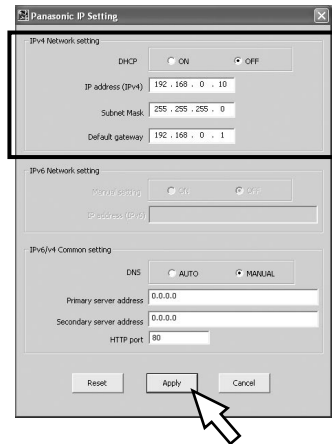 Panasonic IP Setting
IPv4 Network setting
DHCP ON OFF
IP address (IPv4) 192 . 168 . 0 . 10
Subnet Mask 255 . 255 . 255 . 0
Default gateway 192 . 168 . 0 . 1
IPv6 Network setting
Manual setting ON OFF
IP address (IPv6)
IPv6/v4 Common setting
DNS AUTO MANUAL
Primary server address 0.0.0.0
Secondary server address 0.0.0.0
HTTP port 80
Reset Apply Cancel